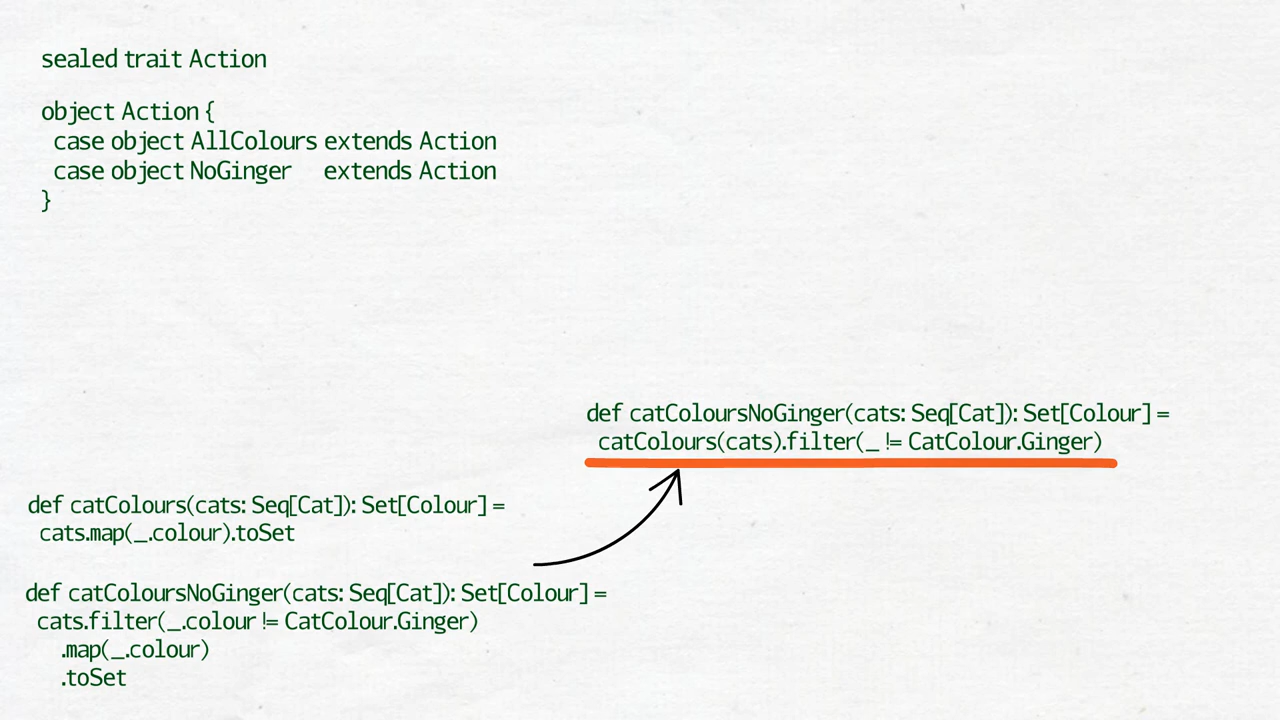 sealed trait Action
object Action {
case object AllColours extends Action
case object NoGinger extends Action
}
def catColoursNoGinger(cats: Seq[Cat]): Set[Colour] =
catColours(cats).filter(_ != CatColour.Ginger)
def catColours(cats: Seq[Cat]): Set[Colour] =
cats.map(_.colour).toSet
def catColoursNoGinger(cats: Seq[Cat]): Set[Colour] =
cats.filter(_.colour != CatColour.Ginger)
.map(_.colour)
.toSet